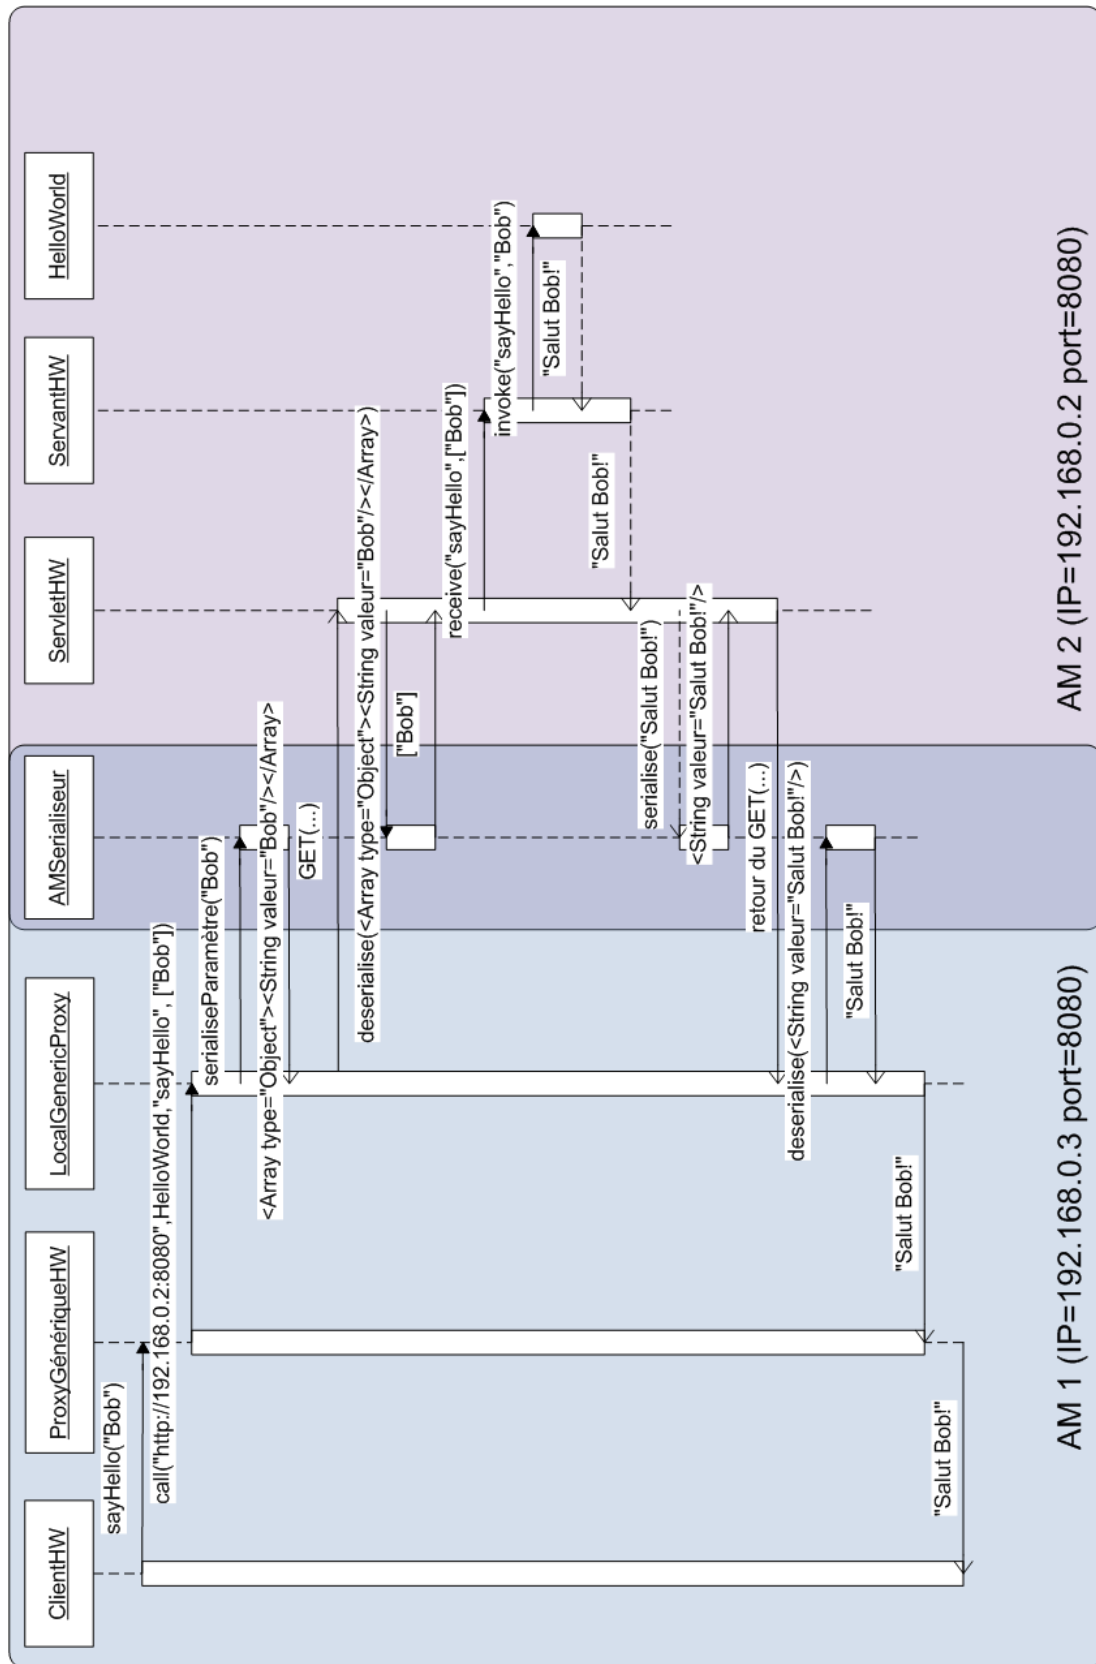 ClientHW
ProxyGénériqueHW
LocalGenericProxy
AMSerialiseur
ServletHW
ServantHW
HelloWorld
sayHello("Bob")
call("http://192.168.0.2:8080",HelloWorld,"sayHello", ["Bob"])
serialiseParamètre("Bob")
<Array type="Object"><String valeur="Bob"/></Array>
GET(...)
deserialise(<Array type="Object"><String valeur="Bob"/></Array>)
["Bob"]
receive("sayHello",["Bob"])
invoke("sayHello","Bob")
"Salut Bob!"
"Salut Bob!"
serialise("Salut Bob!")
<String valeur="Salut Bob!"/>
retour du GET(...)
deserialise(<String valeur="Salut Bob!"/>)
"Salut Bob!"
"Salut Bob!"
"Salut Bob!"
AM 1 (IP=192.168.0.3 port=8080)
AM 2 (IP=192.168.0.2 port=8080)